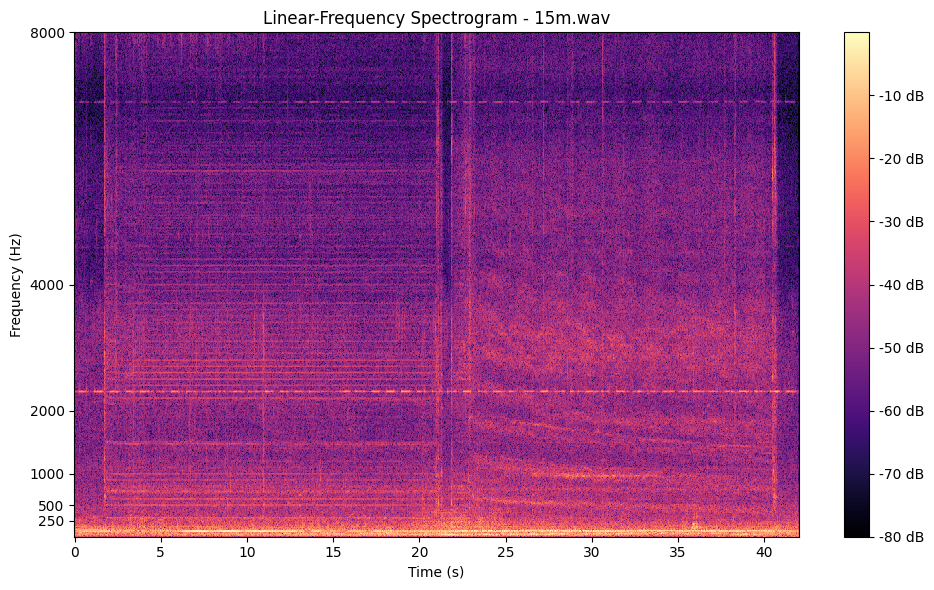 Linear-Frequency Spectrogram - 15m.wav
Frequency (Hz)
8000
4000
2000
1000
500
250
0 5 10 15 20 25 30 35 40
Time (s)
-10 dB
-20 dB
-30 dB
-40 dB
-50 dB
-60 dB
-70 dB
-80 dB